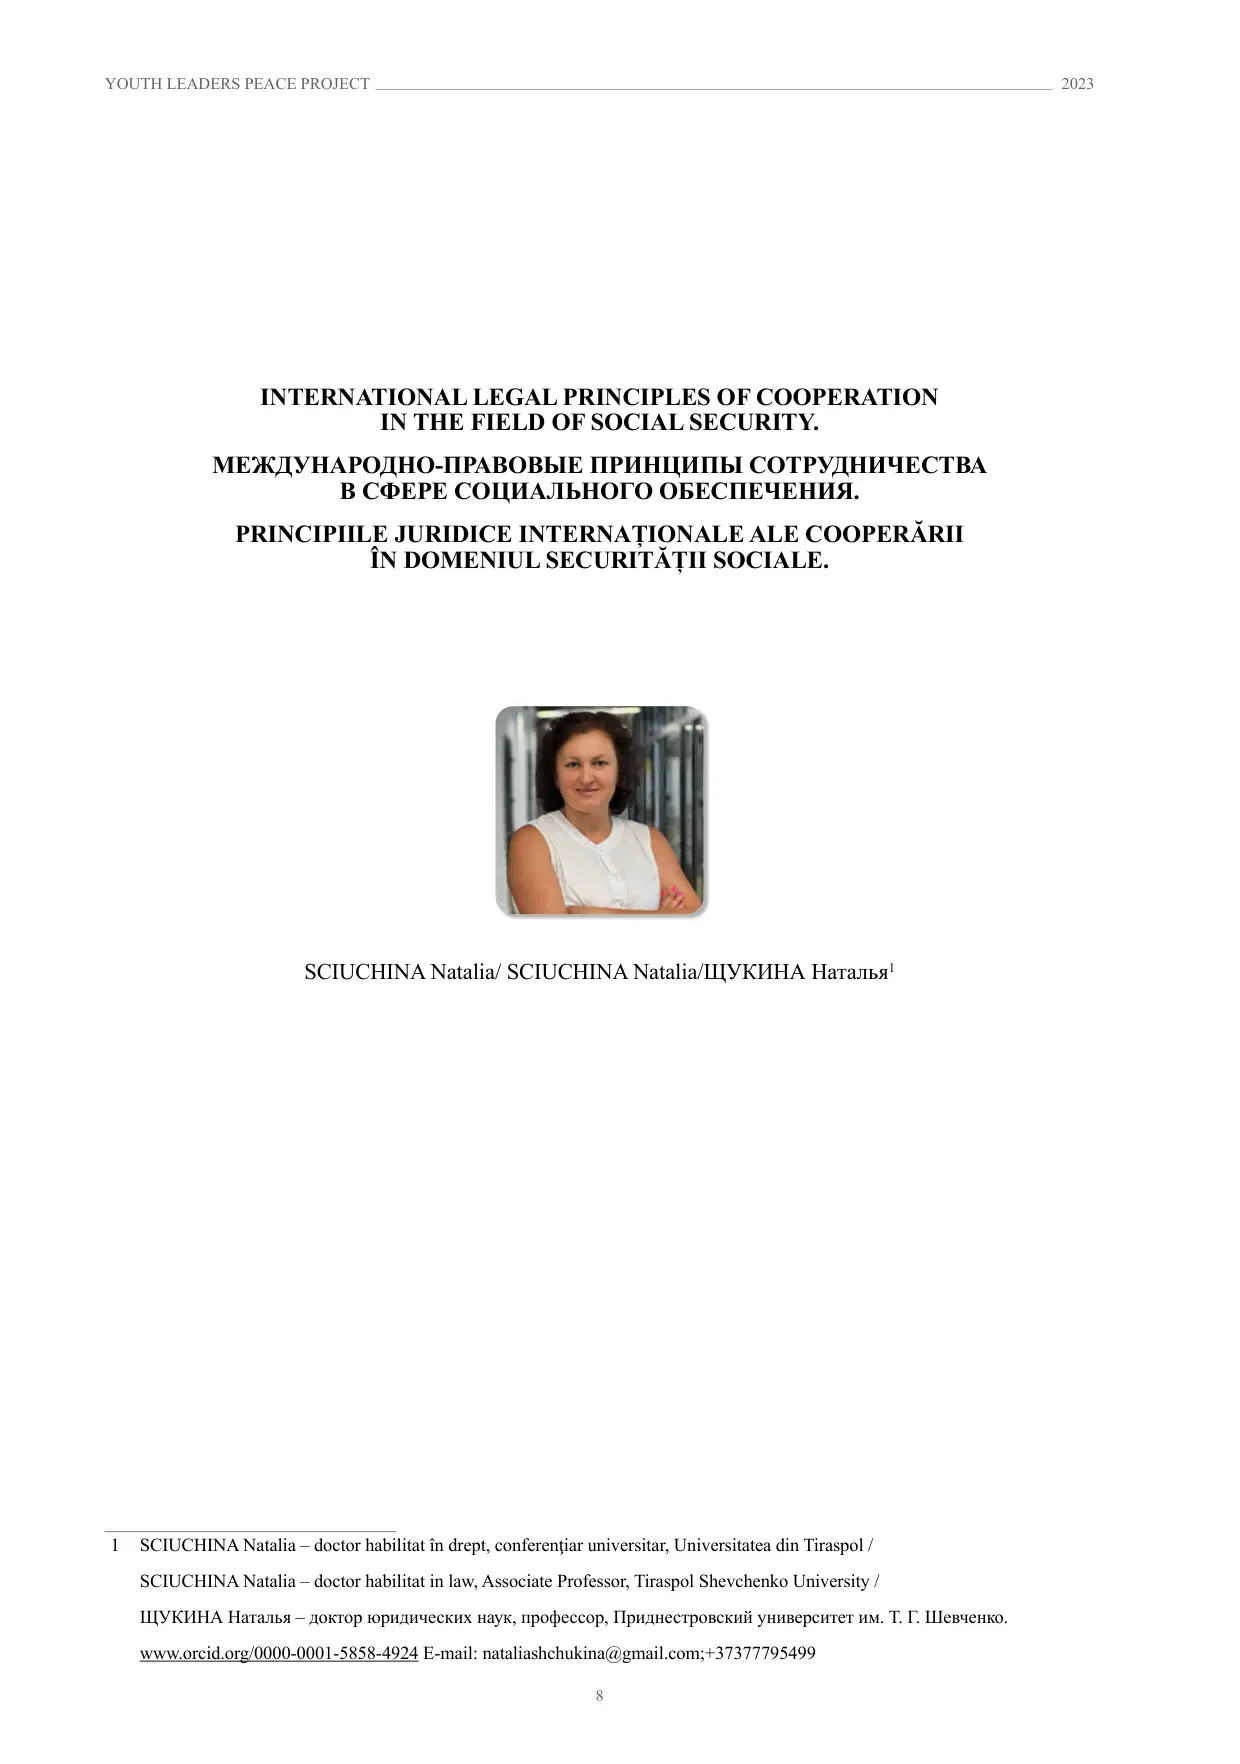 YOUTH LEADERS PEACE PROJECT 2023
INTERNATIONAL LEGAL PRINCIPLES OF COOPERATION
IN THE FIELD OF SOCIAL SECURITY.
МЕЖДУНАРОДНО-ПРАВОВЫЕ ПРИНЦИПЫ СОТРУДНИЧЕСТВА
В СФЕРЕ СОЦИАЛЬНОГО ОБЕСПЕЧЕНИЯ.
PRINCIPIILE JURIDICE INTERNAȚIONALE ALE COOPERĂRII
ÎN DOMENIUL SECURITĂȚII SOCIALE.
SCIUCHINA Natalia/ SCIUCHINA Natalia/ЩУКИНА Наталья1
1 SCIUCHINA Natalia – doctor habilitat în drept, conferenţiar universitar, Universitatea din Tiraspol /
SCIUCHINA Natalia – doctor habilitat in law, Associate Professor, Tiraspol Shevchenko University /
ЩУКИНА Наталья – доктор юридических наук, профессор, Приднестровский университет им. Т. Г. Шевченко.
www.orcid.org/0000-0001-5858-4924 E-mail: nataliashchukina@gmail.com;+37377795499
8